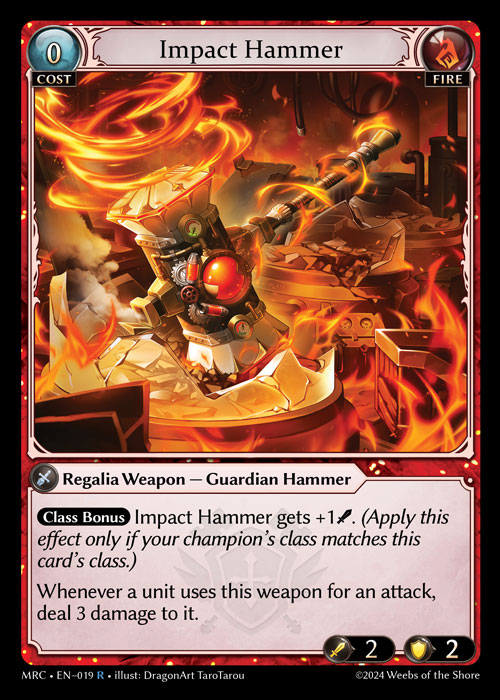 0
Impact Hammer
COST
FIRE
Regalia Weapon — Guardian Hammer
Class Bonus Impact Hammer gets +1. (Apply this
effect only if your champion's class matches this
card's class.)
Whenever a unit uses this weapon for an attack,
deal 3 damage to it.
2
2
MRC • EN–019 R • illust: DragonArt TaroTarou
©2024 Weebs of the Shore